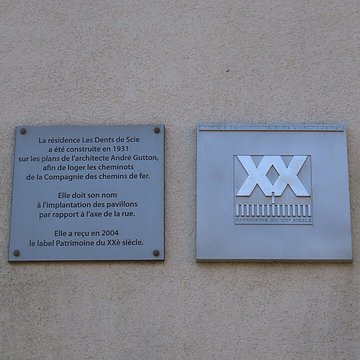 La résidence Les Dents de Scie
a été construite en 1931
sur les plans de l'architecte André Gutton,
afin de loger les cheminots
de la Compagnie des chemins de fer.
Elle doit son nom
à l'implantation des pavillons
par rapport à l'axe de la rue.
Elle a reçu en 2004
le label Patrimoine du XXè siècle.
XX
PATRIMOINE DU XXE SIÈCLE